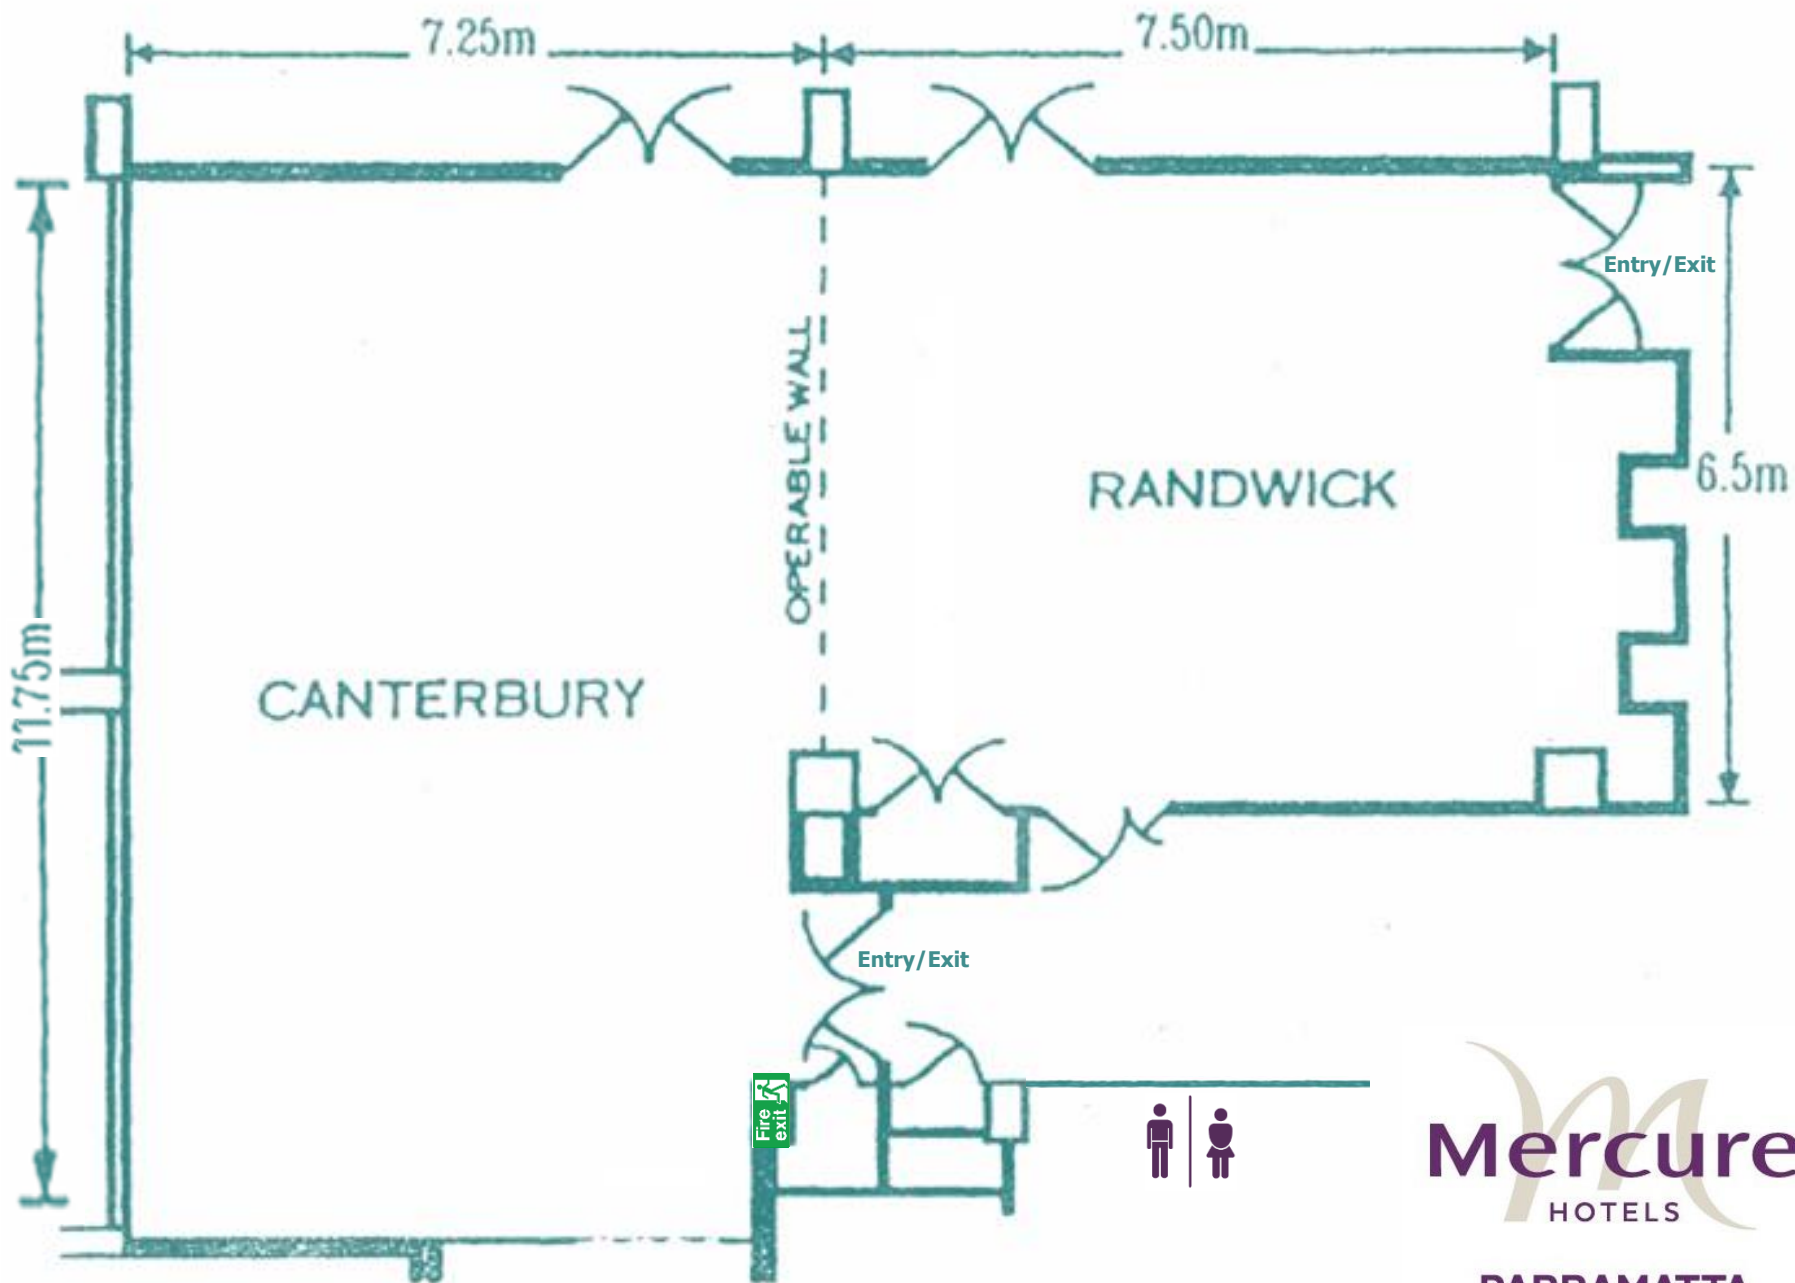 7.25m
7.50m
Entry/Exit
OPERABLE WALL
RANDWICK
6.5m
11.75m
CANTERBURY
Entry/Exit
Fire
exit
Mercure
HOTELS
PARRAMATTA